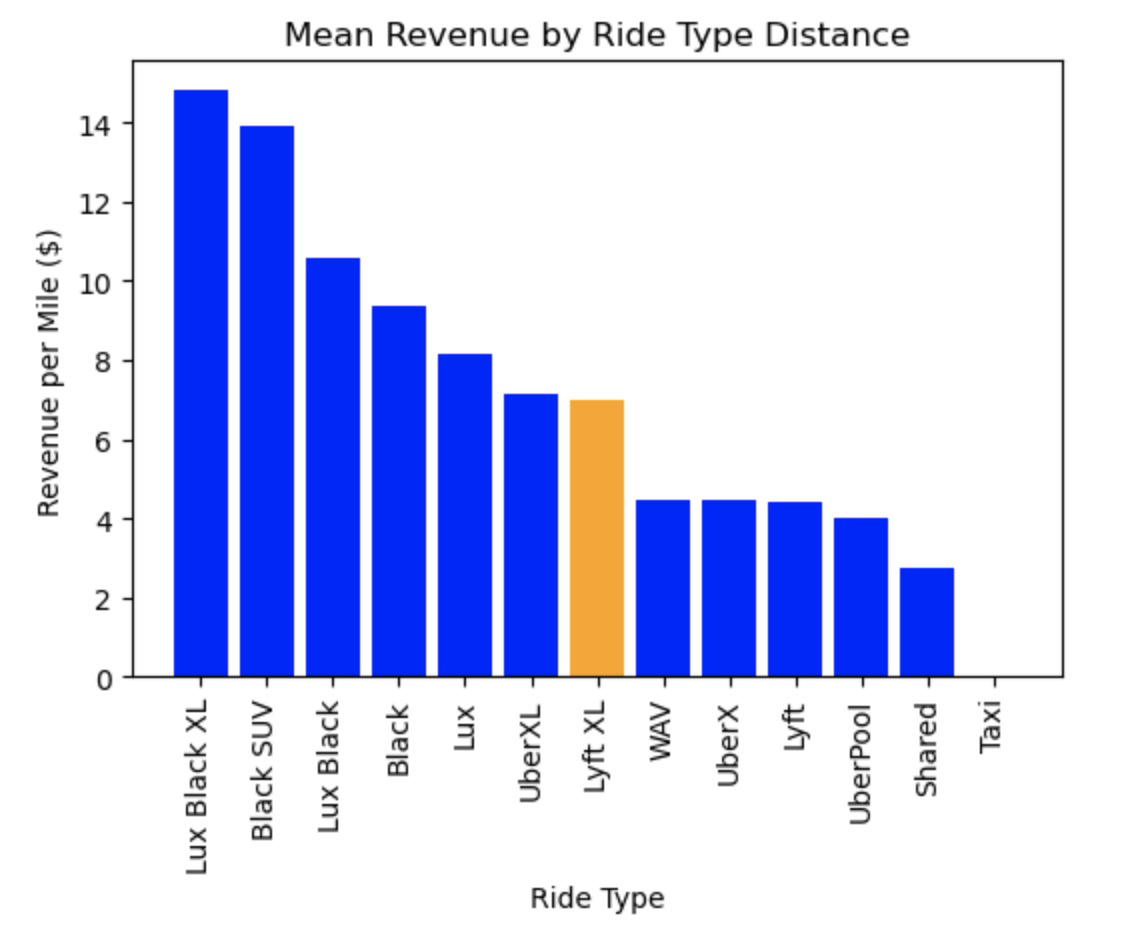 Mean Revenue by Ride Type Distance
Revenue per Mile ($)
14
12
10
8
6
4
2
0
Lux Black XL
Black SUV
Lux Black
Black
Lux
UberXL
Lyft XL
WAV
UberX
Lyft
UberPool
Shared
Taxi
Ride Type